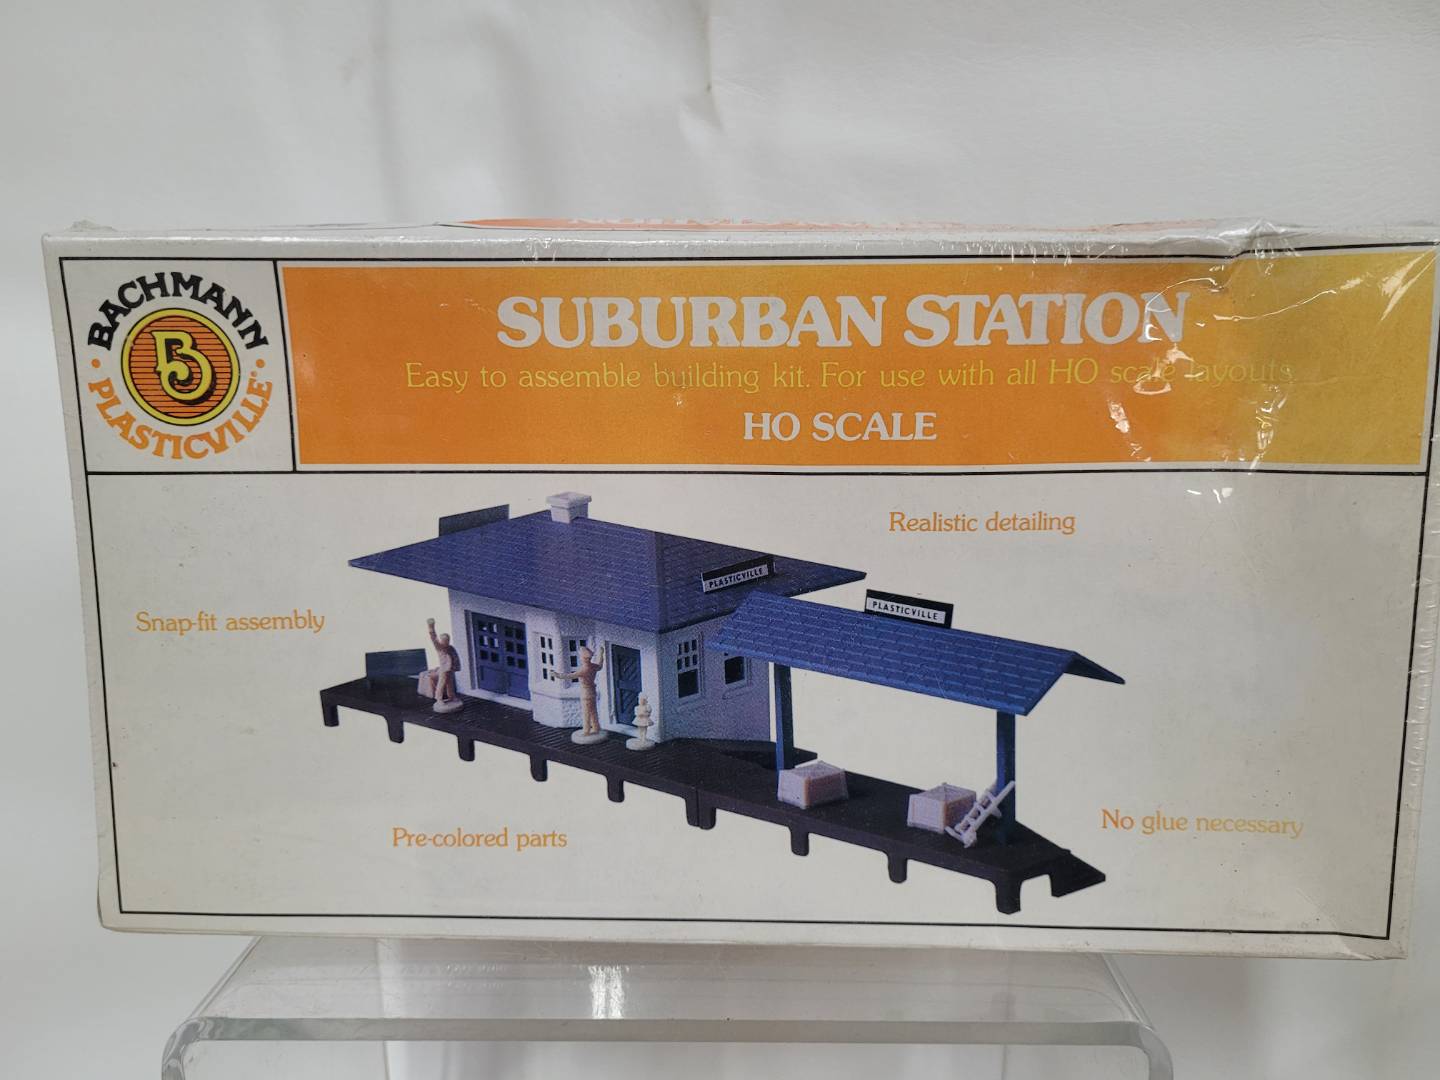 BACHMANN
B
• PLASTICVILLE® •
SUBURBAN STATION
Easy to assemble building kit. For use with all HO scale layouts.
HO SCALE
Realistic detailing
Snap-fit assembly
PLASTICVILLE
PLASTICVILLE
Pre-colored parts
No glue necessary